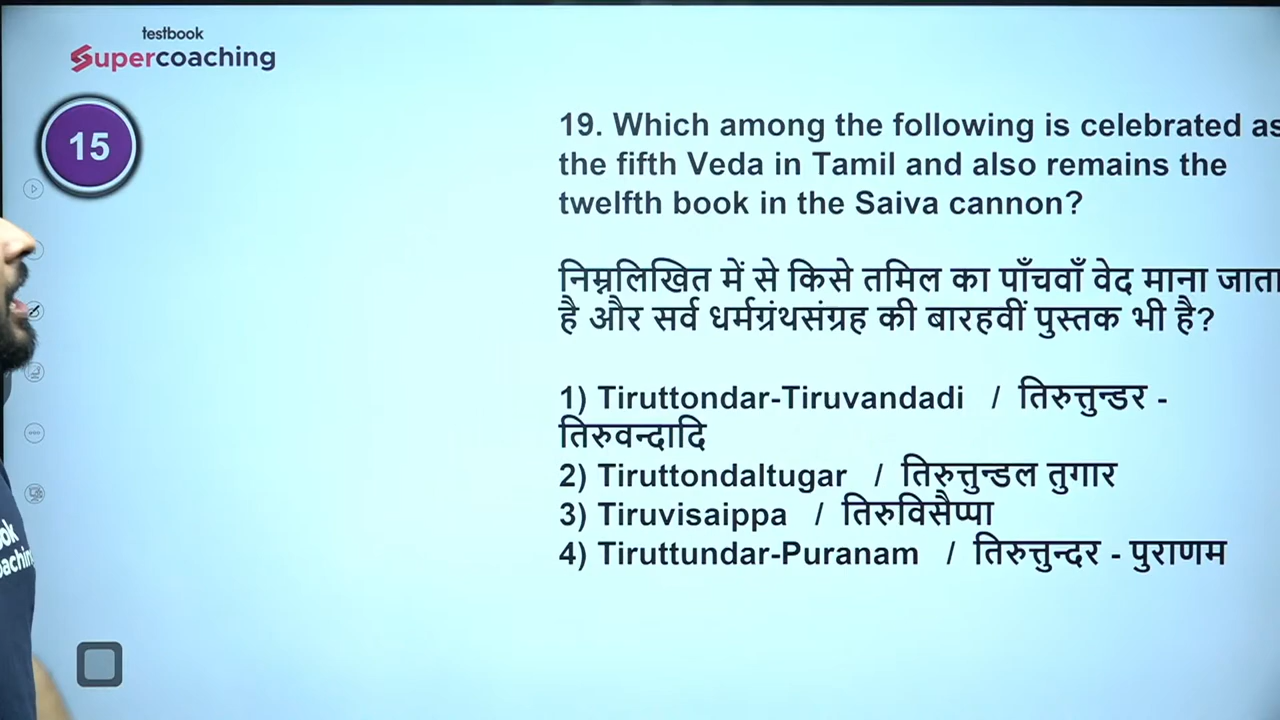 testbook
Supercoaching
15
19. Which among the following is celebrated as
the fifth Veda in Tamil and also remains the
twelfth book in the Saiva cannon?
निम्नलिखित में से किसे तमिल का पाँचवाँ वेद माना जाता
है और सर्व धर्मग्रंथसंग्रह की बारहवीं पुस्तक भी है?
1) Tiruttondar-Tiruvandadi / तिरुत्तुन्डर -
तिरुवन्दादि
2) Tiruttondaltugar / तिरुत्तुन्डल तुगार
3) Tiruvisaippa / तिरुविसैप्पा
4) Tiruttundar-Puranam / तिरुत्तुन्दर - पुराणम